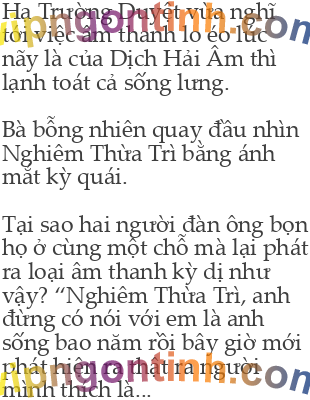 Hạ Trường Duyệt vừa nghĩ
tới việc âm thanh lo éo lúc
nãy là của Dịch Hải Âm thì
lạnh toát cả sống lưng.
Bà bỗng nhiên quay đầu nhìn
Nghiêm Thừa Trì bằng ánh
mắt kỳ quái.
Tại sao hai người đàn ông bọn
họ ở cùng một chỗ mà lại phát
ra loại âm thanh kỳ dị như
vậy? “Nghiêm Thừa Trì, anh
đừng có nói với em là anh
sống bao năm rồi bây giờ mới
phát hiện ra thật ra người
mình thích là...
vipngontinh.com
vipngontinh.com